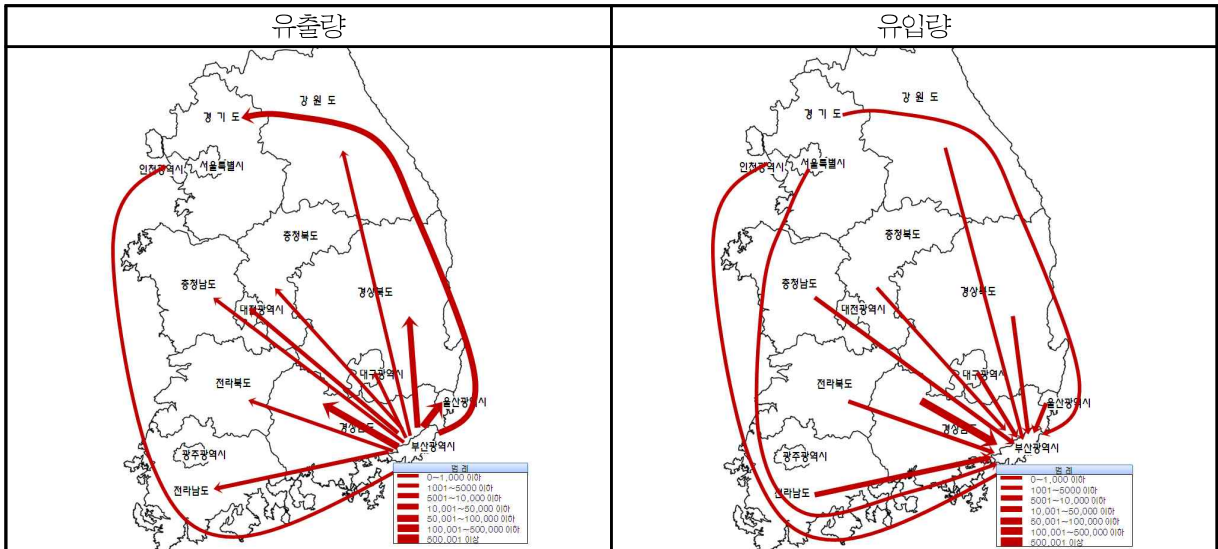 유출량
유입량
강 원 도
경 기 도
인천광역시
서울특별시
충청북도
충청남도
경상북도
대전광역시
대구광역시
전라북도
울산광역시
경상남도
부산광역시
광주광역시
전라남도
범 례
0~1,000 이하
1001~5000 이하
5001~10,000 이하
10,001~50,000 이하
50,001~100,000 이하
100,001~500,000 이하
500,001 이상
강 원 도
경 기 도
인천광역시
서울특별시
충청북도
충청남도
경상북도
대전광역시
대구광역시
전라북도
울산광역시
경상남도
부산광역시
광주광역시
전라남도
범 례
0~1,000 이하
1001~5000 이하
5001~10,000 이하
10,001~50,000 이하
50,001~100,000 이하
100,001~500,000 이하
500,001 이상